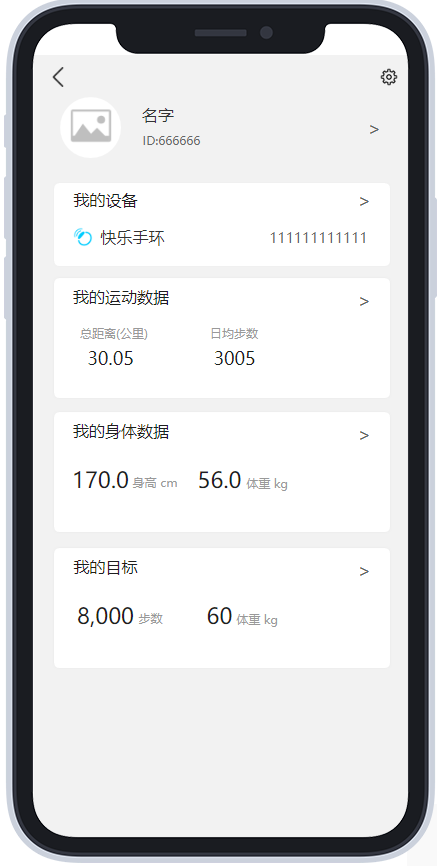 名字
>
ID:666666
我的设备 >
快乐手环 111111111111
我的运动数据 >
总距离(公里) 日均步数
30.05 3005
我的身体数据 >
170.0 身高 cm 56.0 体重 kg
我的目标 >
8,000 步数 60 体重 kg